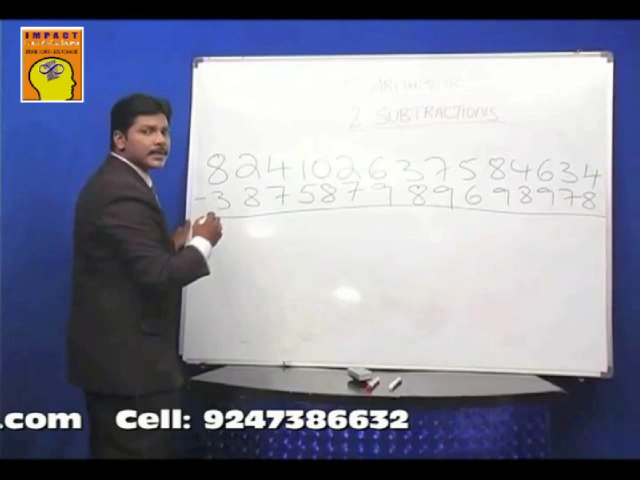 IMPACT
ARITHMETIC
2 SUBTRACTIONS
824102637584634
- 387587989698978
.com Cell: 9247386632